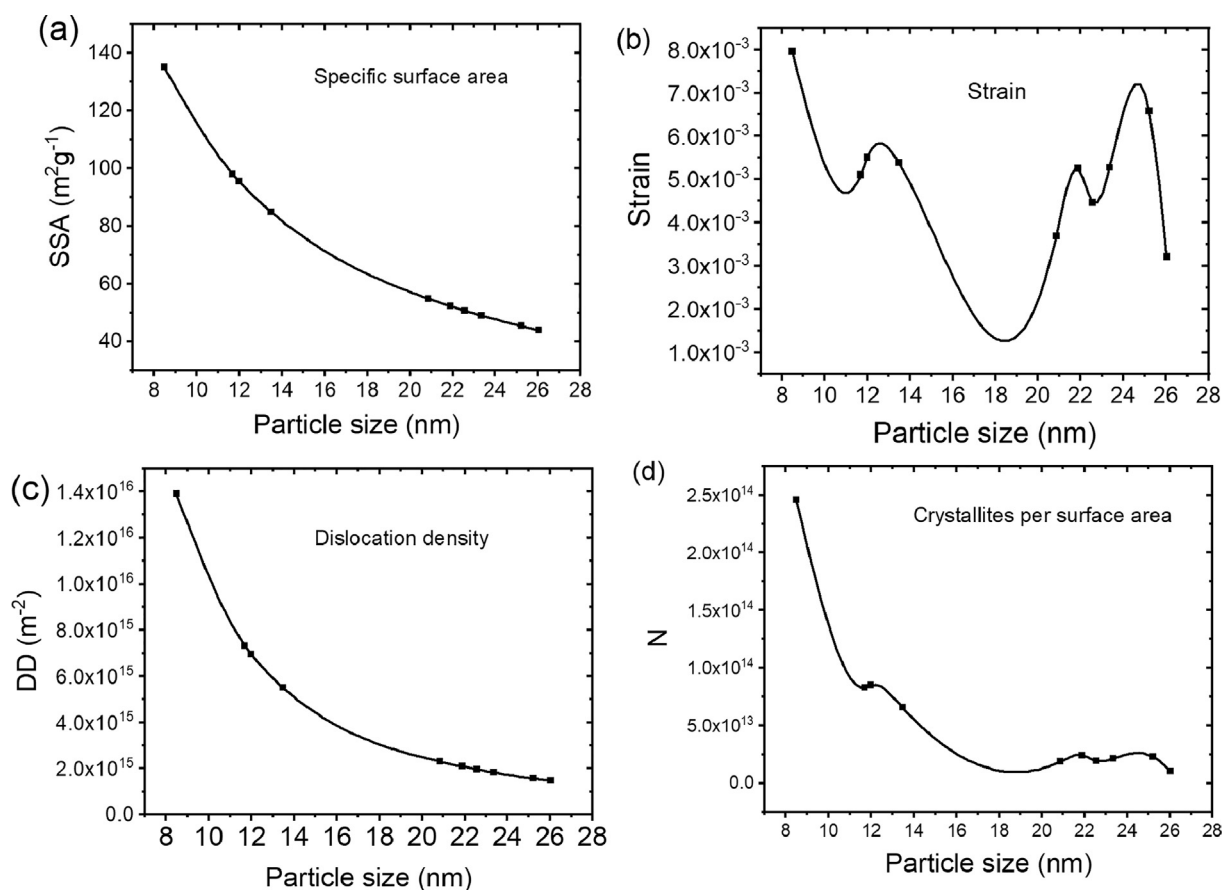 (a)
Specific surface area
SSA (m²g⁻¹)
140
120
100
80
60
40
8 10 12 14 16 18 20 22 24 26 28
Particle size (nm)
(b)
Strain
Strain
8.0x10⁻³
7.0x10⁻³
6.0x10⁻³
5.0x10⁻³
4.0x10⁻³
3.0x10⁻³
2.0x10⁻³
1.0x10⁻³
8 10 12 14 16 18 20 22 24 26 28
Particle size (nm)
(c)
Dislocation density
DD (m⁻²)
1.4x10¹⁶
1.2x10¹⁶
1.0x10¹⁶
8.0x10¹⁵
6.0x10¹⁵
4.0x10¹⁵
2.0x10¹⁵
0.0
8 10 12 14 16 18 20 22 24 26 28
Particle size (nm)
(d)
Crystallites per surface area
N
2.5x10¹⁴
2.0x10¹⁴
1.5x10¹⁴
1.0x10¹⁴
5.0x10¹³
0.0
8 10 12 14 16 18 20 22 24 26 28
Particle size (nm)